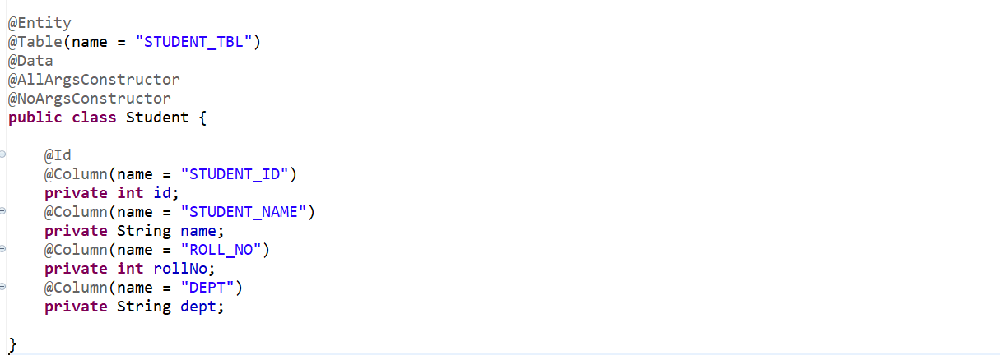 @Entity
@Table(name = "STUDENT_TBL")
@Data
@AllArgsConstructor
@NoArgsConstructor
public class Student {
@Id
@Column(name = "STUDENT_ID")
private int id;
@Column(name = "STUDENT_NAME")
private String name;
@Column(name = "ROLL_NO")
private int rollNo;
@Column(name = "DEPT")
private String dept;
}